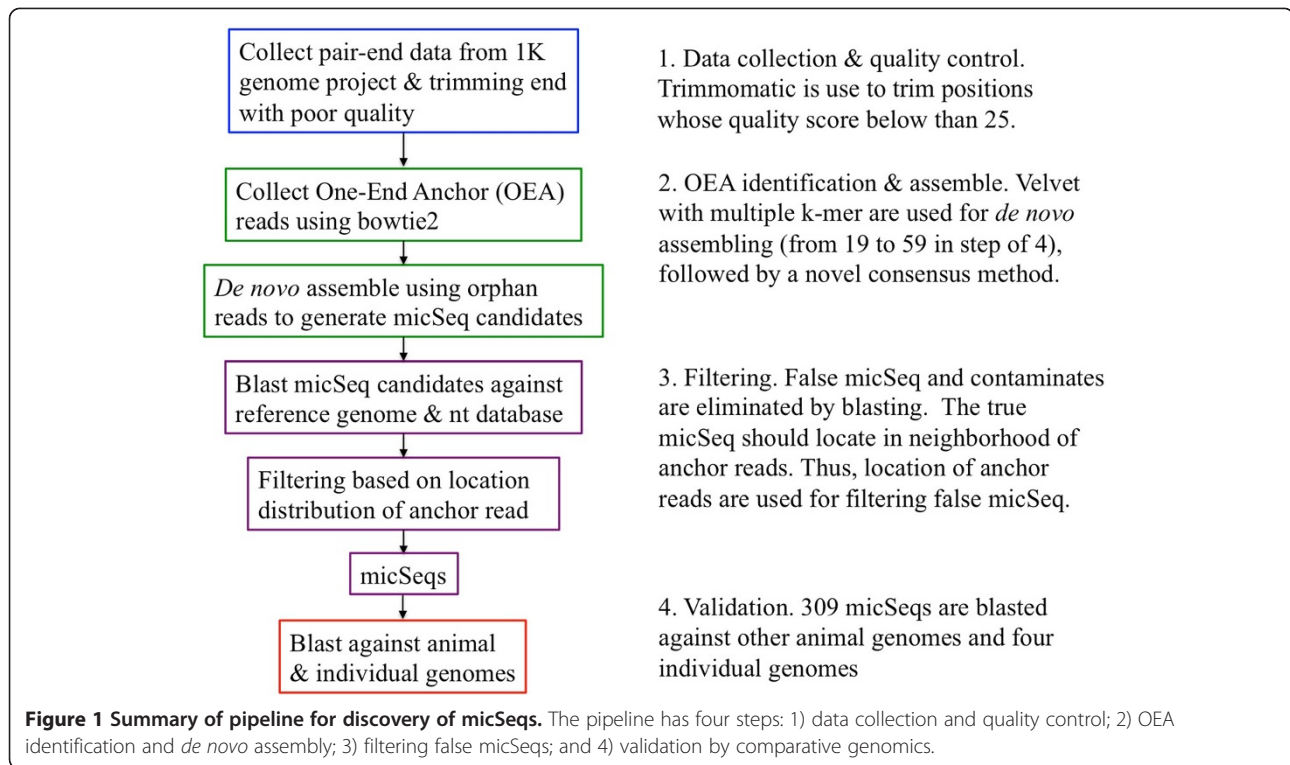 Collect pair-end data from 1K
genome project & trimming end
with poor quality
1. Data collection & quality control.
Trimmomatic is use to trim positions
whose quality score below than 25.
Collect One-End Anchor (OEA)
reads using bowtie2
De novo assemble using orphan
reads to generate micSeq candidates
2. OEA identification & assemble. Velvet
with multiple k-mer are used for de novo
assembling (from 19 to 59 in step of 4),
followed by a novel consensus method.
Blast micSeq candidates against
reference genome & nt database
Filtering based on location
distribution of anchor read
micSeqs
3. Filtering. False micSeq and contaminates
are eliminated by blasting.  The true
micSeq should locate in neighborhood of
anchor reads. Thus, location of anchor
reads are used for filtering false micSeq.
Blast against animal
& individual genomes
4. Validation. 309 micSeqs are blasted
against other animal genomes and four
individual genomes
Figure 1 Summary of pipeline for discovery of micSeqs. The pipeline has four steps: 1) data collection and quality control; 2) OEA
identification and de novo assembly; 3) filtering false micSeqs; and 4) validation by comparative genomics.